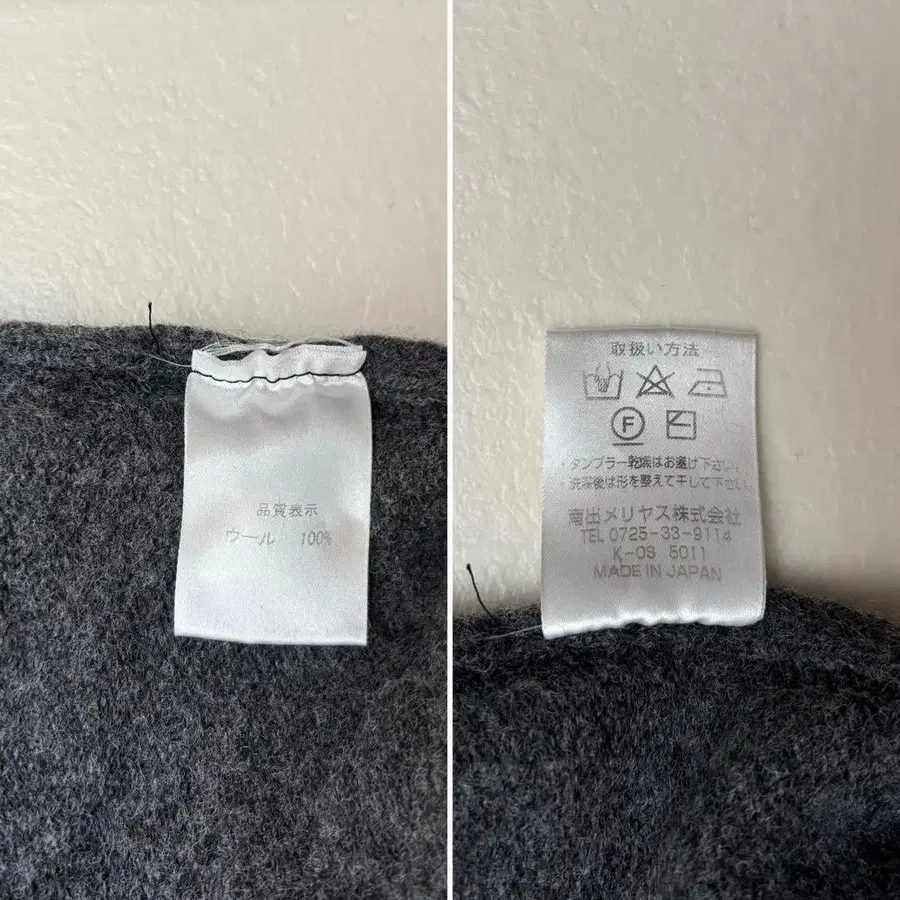 品質表示
ウール 100%
取扱い方法
F
・タンブラー乾燥はお避け下さい。
・洗濯後は形を整えて干して下さい
南出メリヤス株式会社
TEL 0725-33-9114
K-OS 5011
MADE IN JAPAN